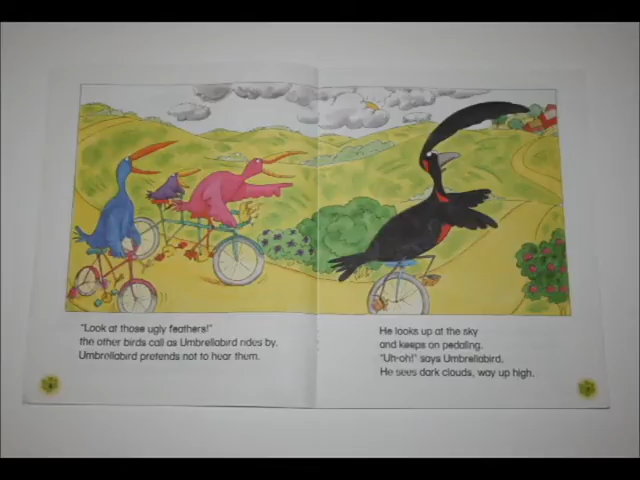 "Look at those ugly feathers!"
the other birds call as Umbrellabird rides by.
Umbrellabird pretends not to hear them.
He looks up at the sky
and keeps on pedaling.
"Uh-oh!" says Umbrellabird.
He sees dark clouds, way up high.